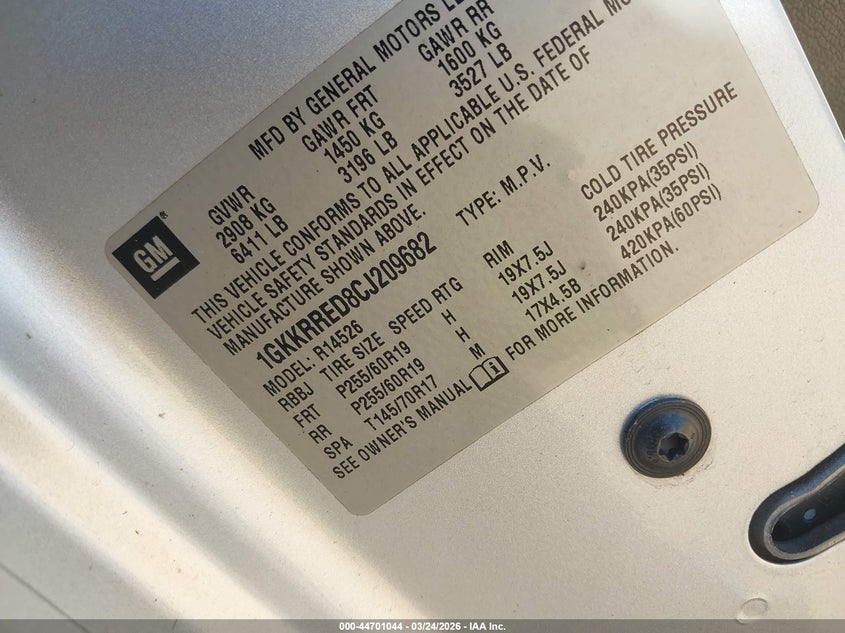 MFD BY GENERAL MOTORS
GVWR GAWR FRT GAWR RR
2908 KG 1450 KG 1600 KG
6411 LB 3196 LB 3527 LB
THIS VEHICLE CONFORMS TO ALL APPLICABLE U.S. FEDERAL
VEHICLE SAFETY STANDARDS IN EFFECT ON THE DATE OF
MANUFACTURE SHOWN ABOVE.
1GKKRRED8CJ209682 TYPE: M.P.V.
MODEL: R14526
RBBJ TIRE SIZE SPEED RTG RIM COLD TIRE PRESSURE
FRT P255/60R19 H 19X7.5J 240KPA(35PSI)
RR P255/60R19 H 19X7.5J 240KPA(35PSI)
SPA T145/70R17 M 17X4.5B 420KPA(60PSI)
SEE OWNER'S MANUAL FOR MORE INFORMATION.
GM®
000-44701044 - 03/24/2026 - IAA Inc.